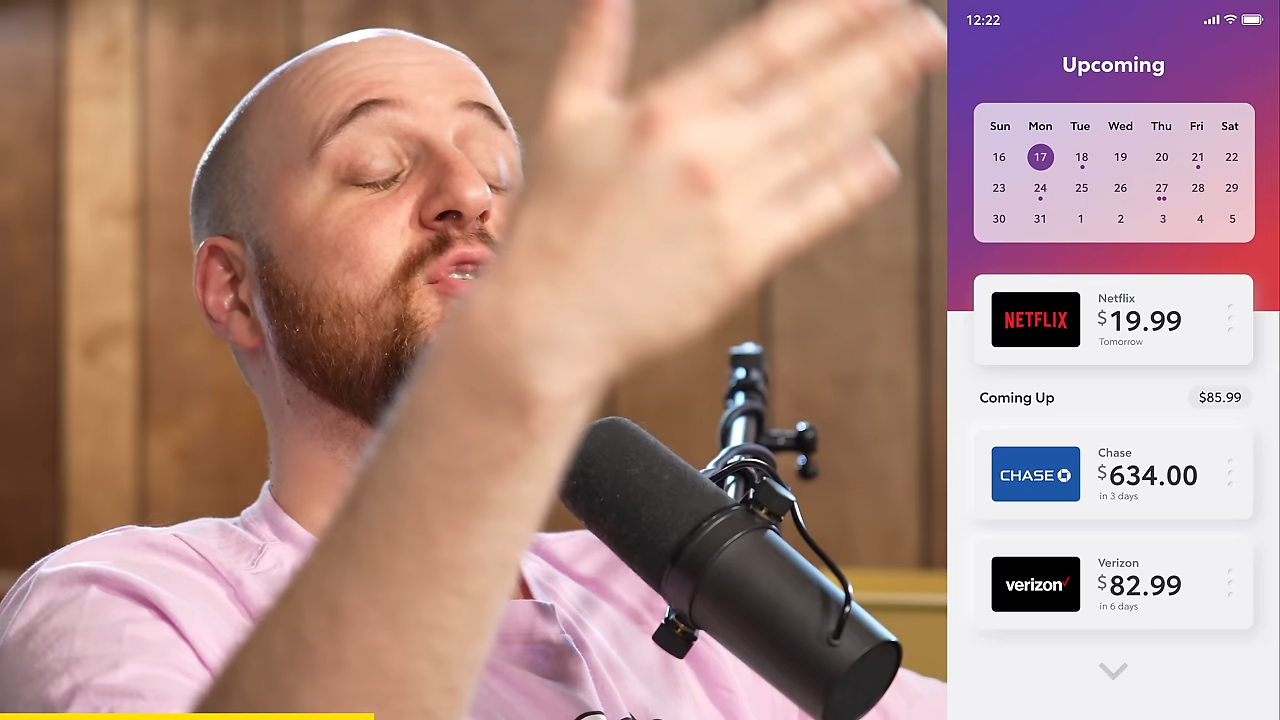 12:22
Upcoming
Sun Mon Tue Wed Thu Fri Sat
16 17 18 19 20 21 22
23 24 25 26 27 28 29
30 31 1 2 3 4 5
NETFLIX
Netflix
$19.99
Tomorrow
Coming Up $85.99
CHASE
Chase
$634.00
in 3 days
verizon
Verizon
$82.99
in 6 days